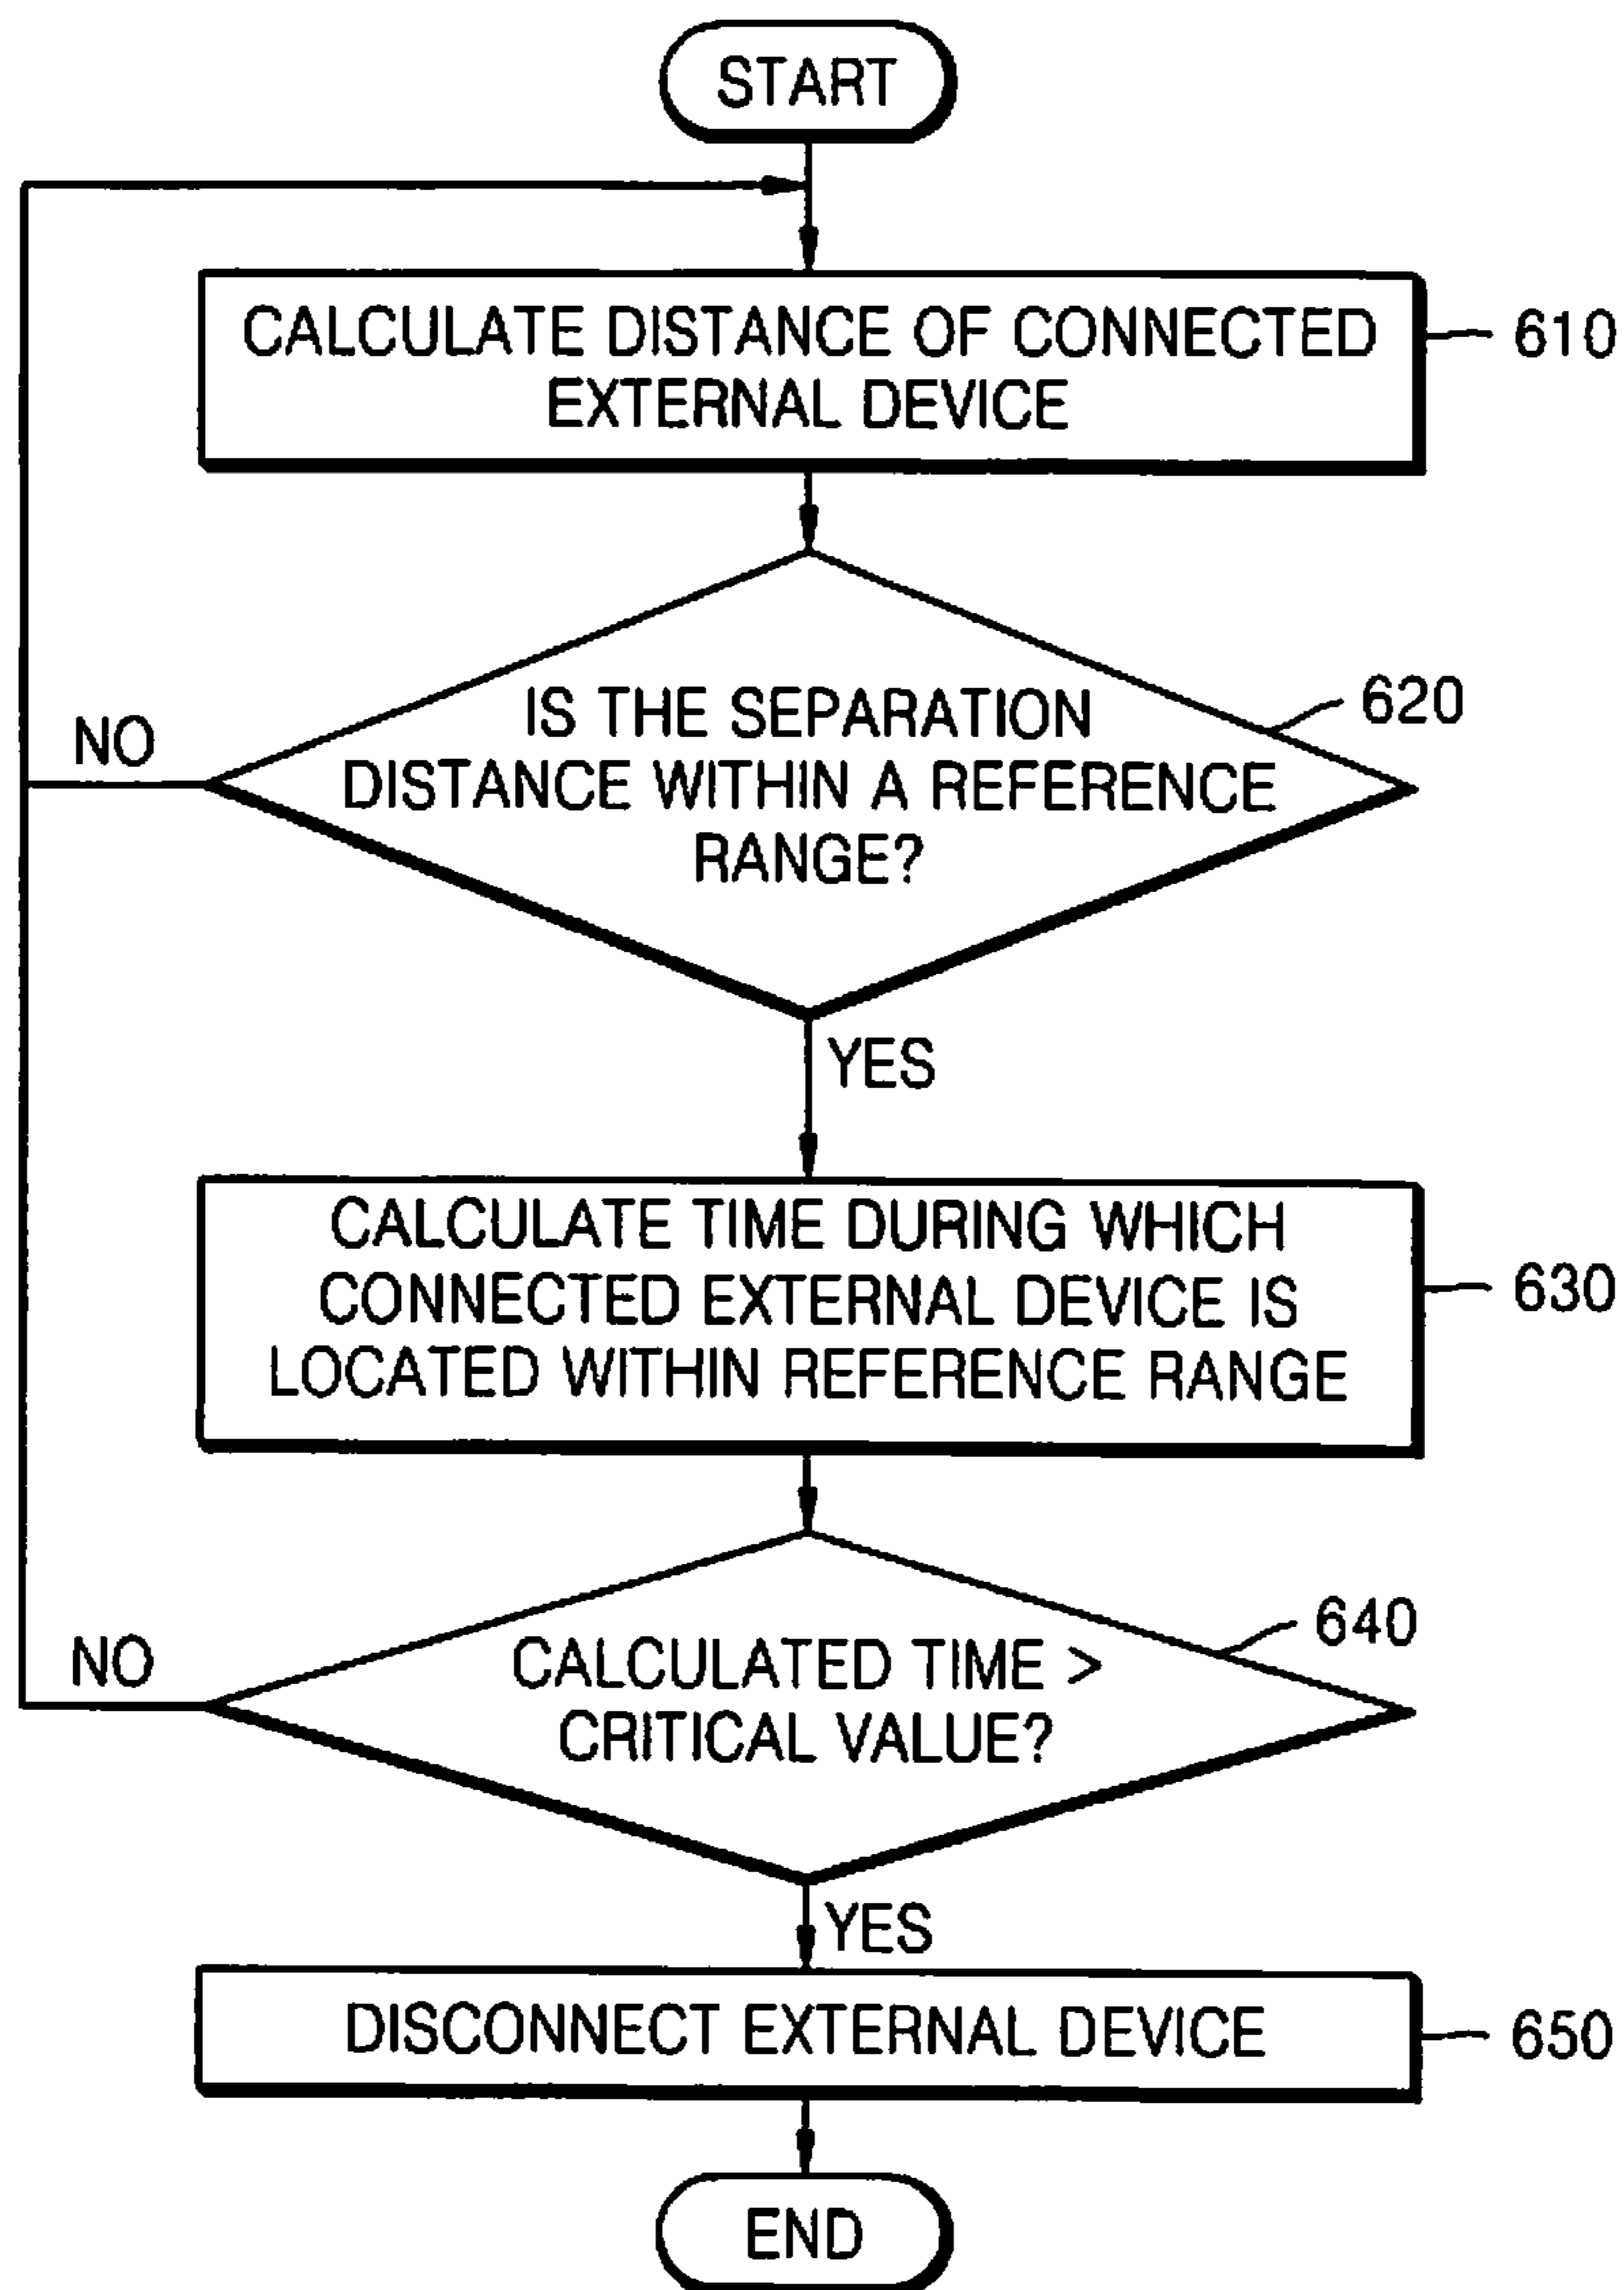 START
CALCULATE DISTANCE OF CONNECTED
EXTERNAL DEVICE
610
IS THE SEPARATION
DISTANCE WITHIN A REFERENCE
RANGE?
620
NO
YES
CALCULATE TIME DURING WHICH
CONNECTED EXTERNAL DEVICE IS
LOCATED WITHIN REFERENCE RANGE
630
CALCULATED TIME >
CRITICAL VALUE?
640
NO
YES
DISCONNECT EXTERNAL DEVICE
650
END